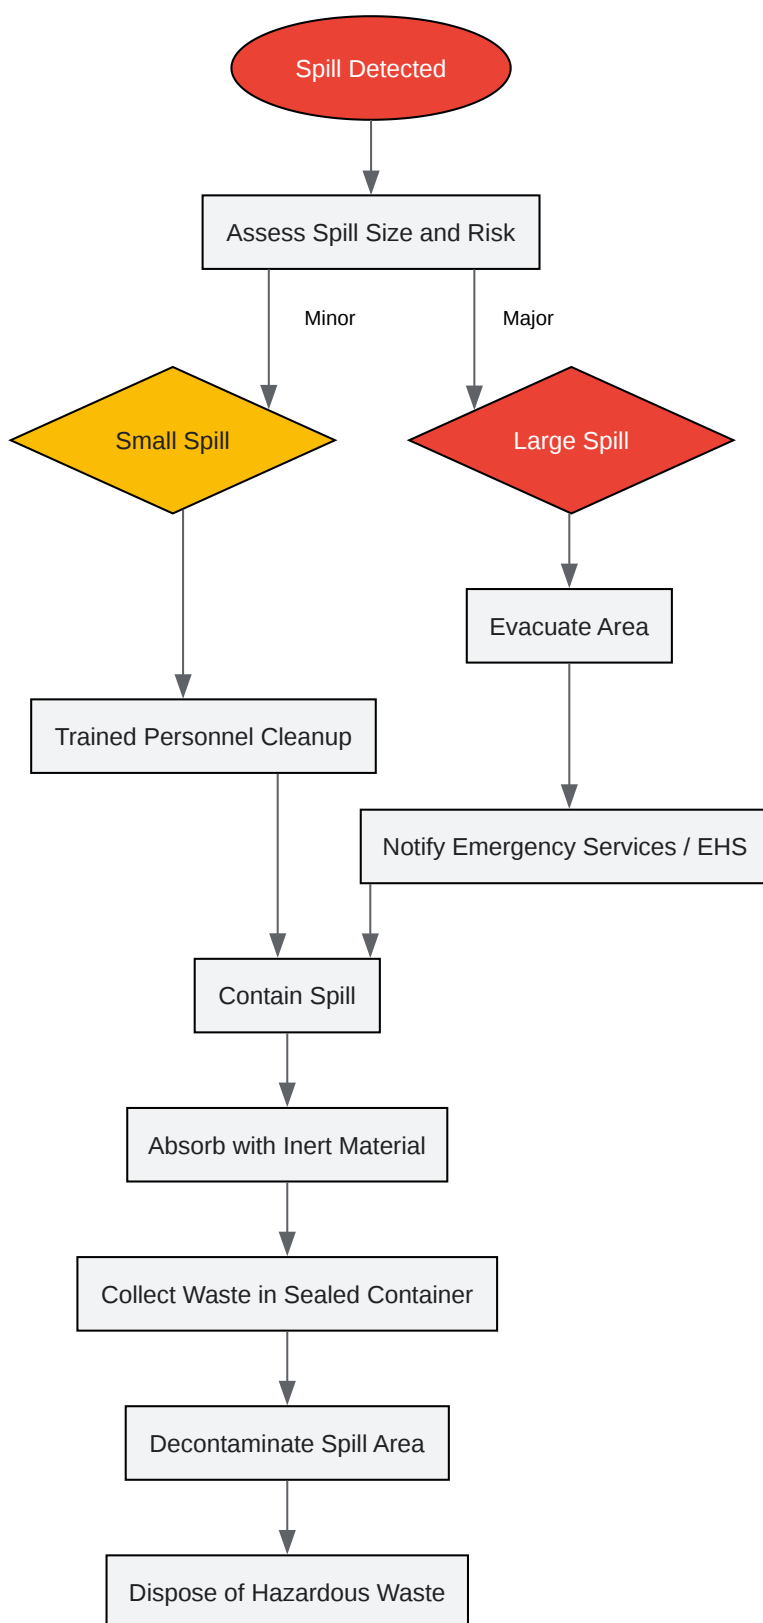 Spill Detected
Assess Spill Size and Risk
Minor
Major
Small Spill
Large Spill
Evacuate Area
Trained Personnel Cleanup
Notify Emergency Services / EHS
Contain Spill
Absorb with Inert Material
Collect Waste in Sealed Container
Decontaminate Spill Area
Dispose of Hazardous Waste